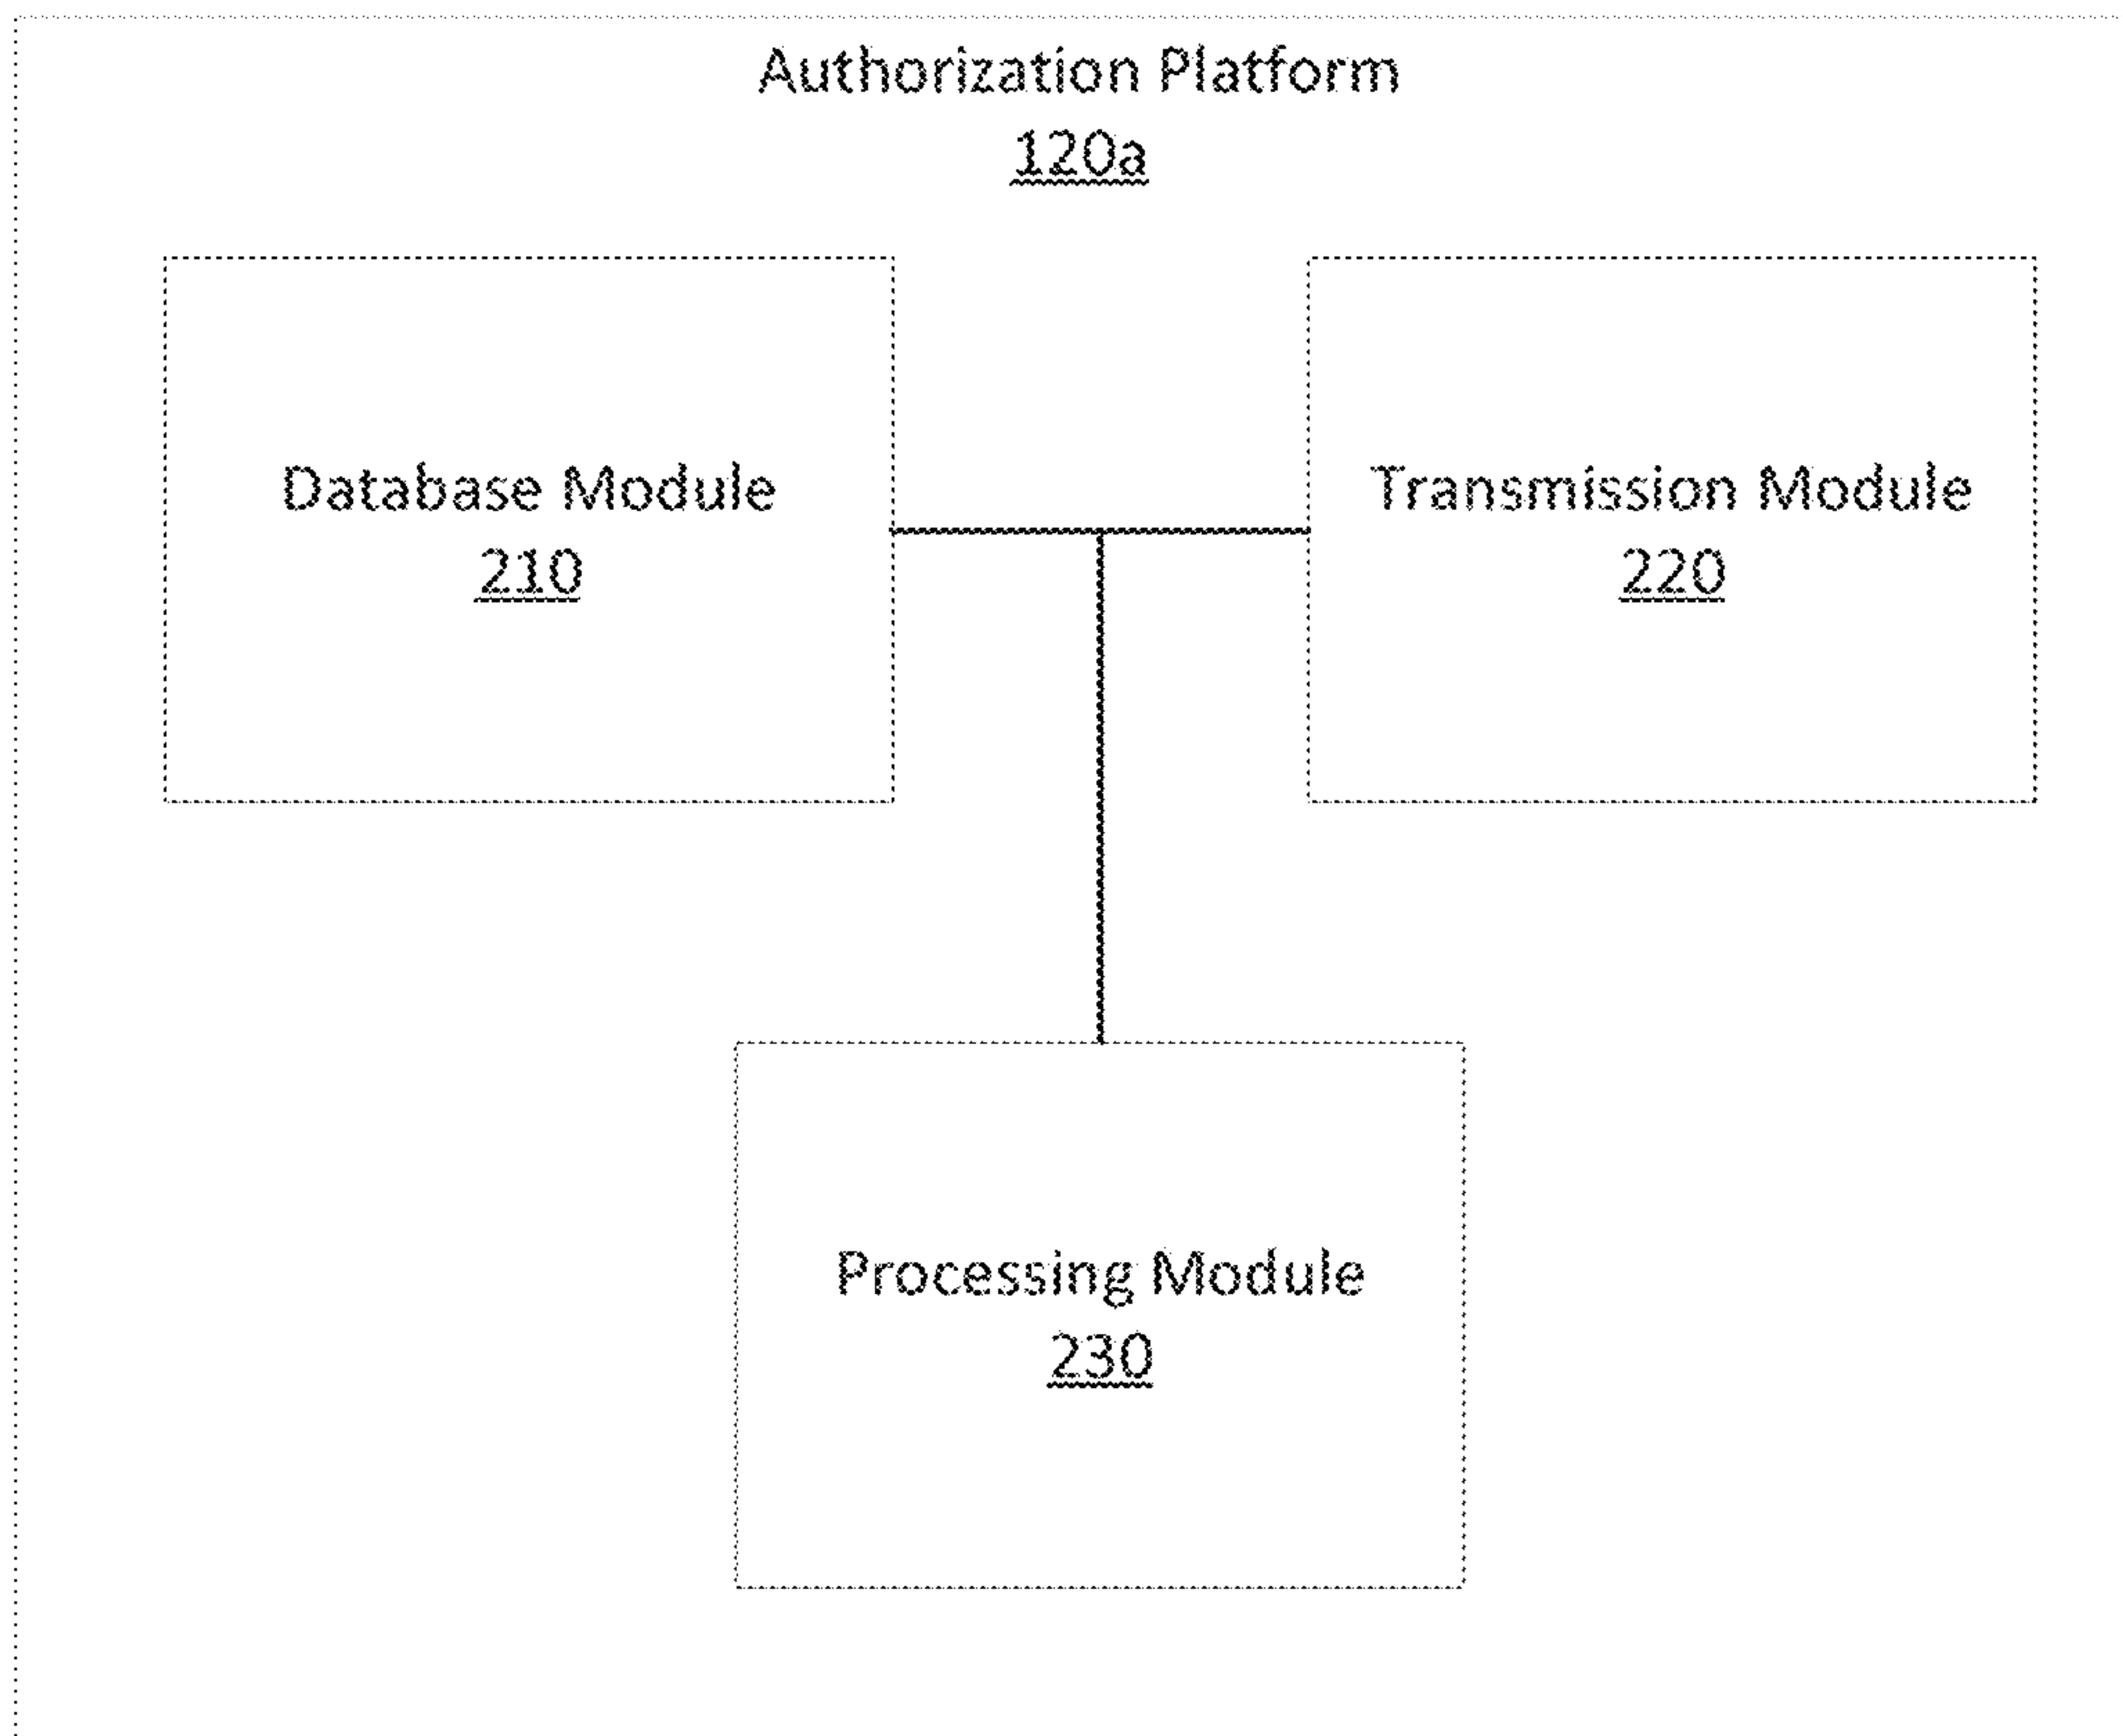 Authorization Platform
120a
Database Module
210
Transmission Module
220
Processing Module
230